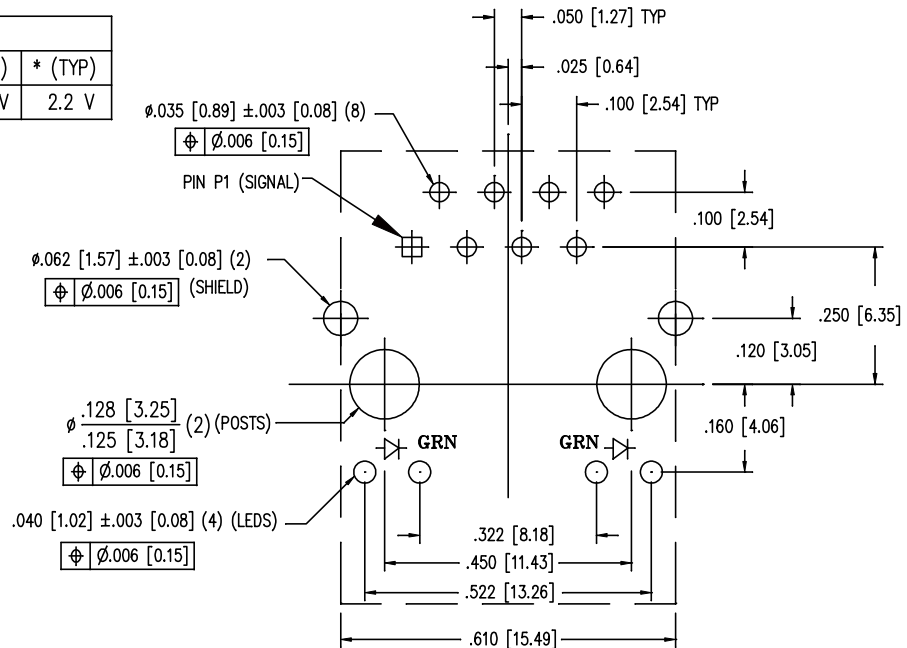 ) * (TYP)
V 2.2 V
.050 [1.27] TYP
.025 [0.64]
.100 [2.54] TYP
ø.035 [0.89] ±.003 [0.08] (8)
⌖ Ø.006 [0.15]
PIN P1 (SIGNAL)
.100 [2.54]
ø.062 [1.57] ±.003 [0.08] (2)
⌖ Ø.006 [0.15] (SHIELD)
.250 [6.35]
.120 [3.05]
ø .128 [3.25]
.125 [3.18] (2) (POSTS)
⌖ Ø.006 [0.15]
.160 [4.06]
GRN GRN
.040 [1.02] ±.003 [0.08] (4) (LEDS)
⌖ Ø.006 [0.15]
.322 [8.18]
.450 [11.43]
.522 [13.26]
.610 [15.49]